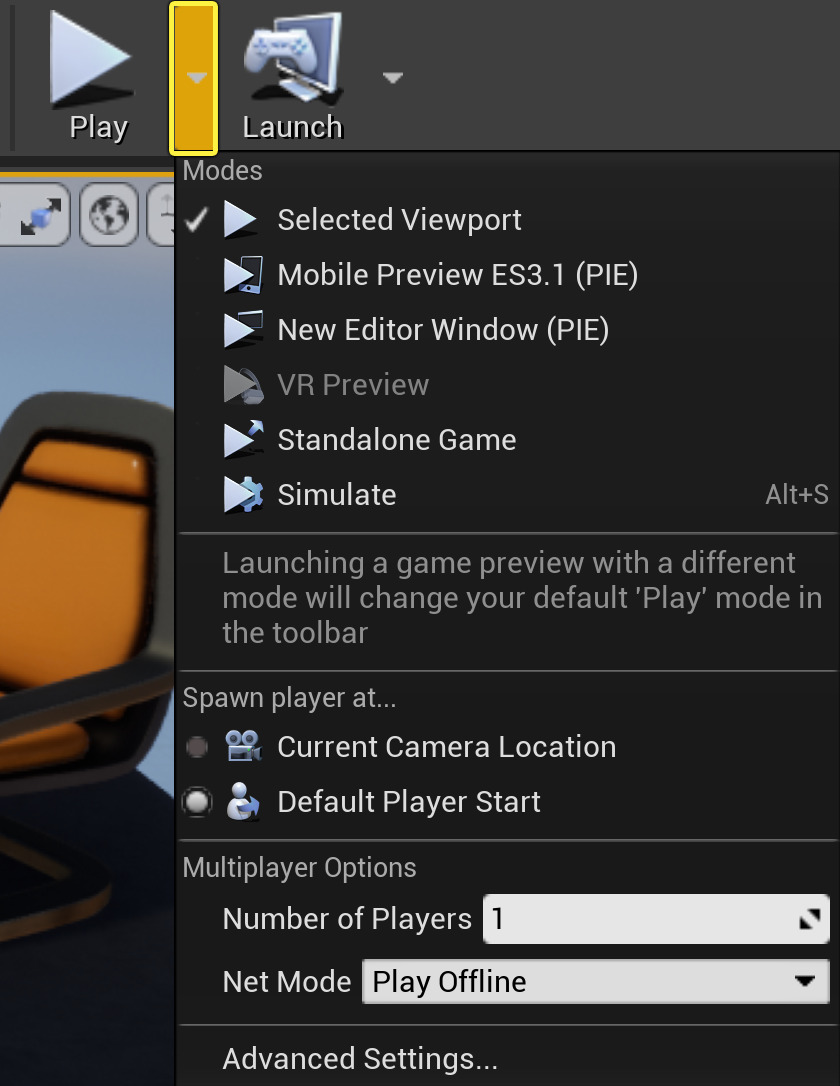 Play
Launch
Modes
Selected Viewport
Mobile Preview ES3.1 (PIE)
New Editor Window (PIE)
VR Preview
Standalone Game
Simulate Alt+S
Launching a game preview with a different
mode will change your default 'Play' mode in
the toolbar
Spawn player at...
Current Camera Location
Default Player Start
Multiplayer Options
Number of Players 1
Net Mode Play Offline
Advanced Settings...